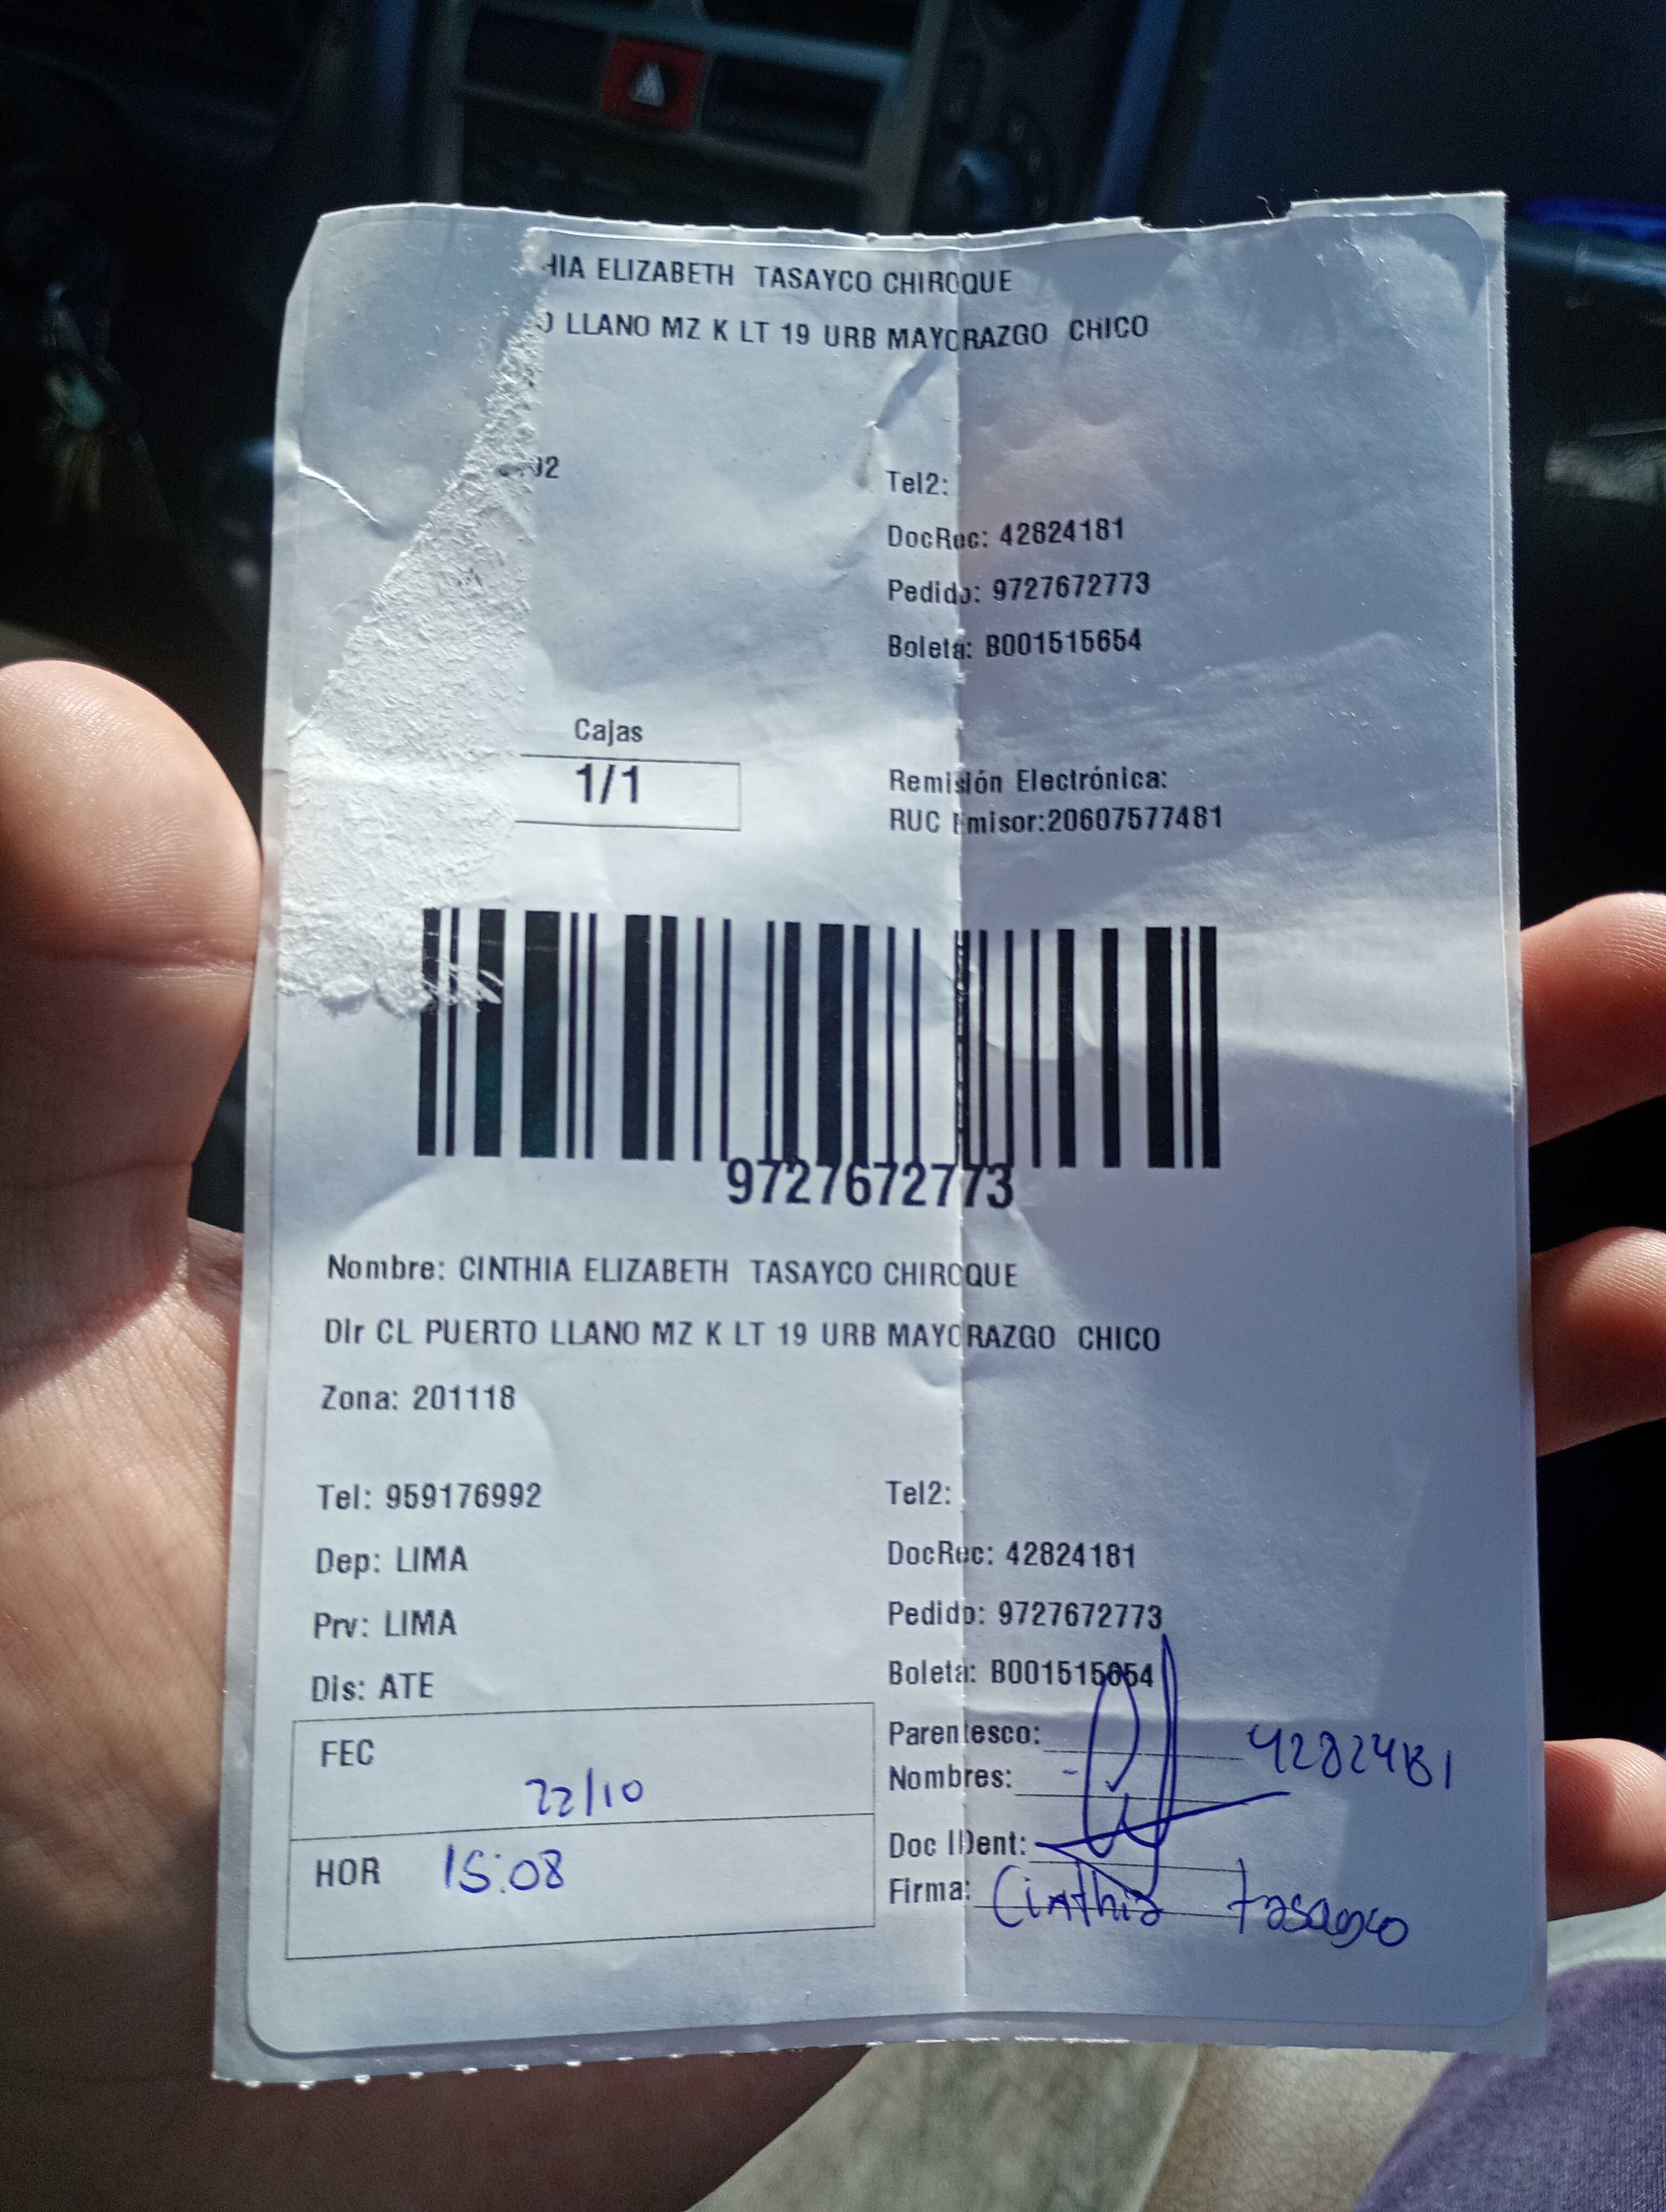 HIA ELIZABETH TASAYCO CHIROQUE
O LLANO MZ K LT 19 URB MAYORAZGO CHICO
92
Tel2:
DocRec: 42824181
Pedido: 9727672773
Boleta: B001515654
Cajas
1/1
Remisión Electrónica:
RUC Emisor:20607577481
9727672773
Nombre: CINTHIA ELIZABETH TASAYCO CHIROQUE
Dir CL PUERTO LLANO MZ K LT 19 URB MAYORAZGO CHICO
Zona: 201118
Tel: 959176992 Tel2:
Dep: LIMA DocRec: 42824181
Prv: LIMA Pedido: 9727672773
Dis: ATE Boleta: B001515654
FEC 22/10
HOR 15:08
Parentesco: 42824181
Nombres:
Doc IDent:
Firma: Cinthia tasayco